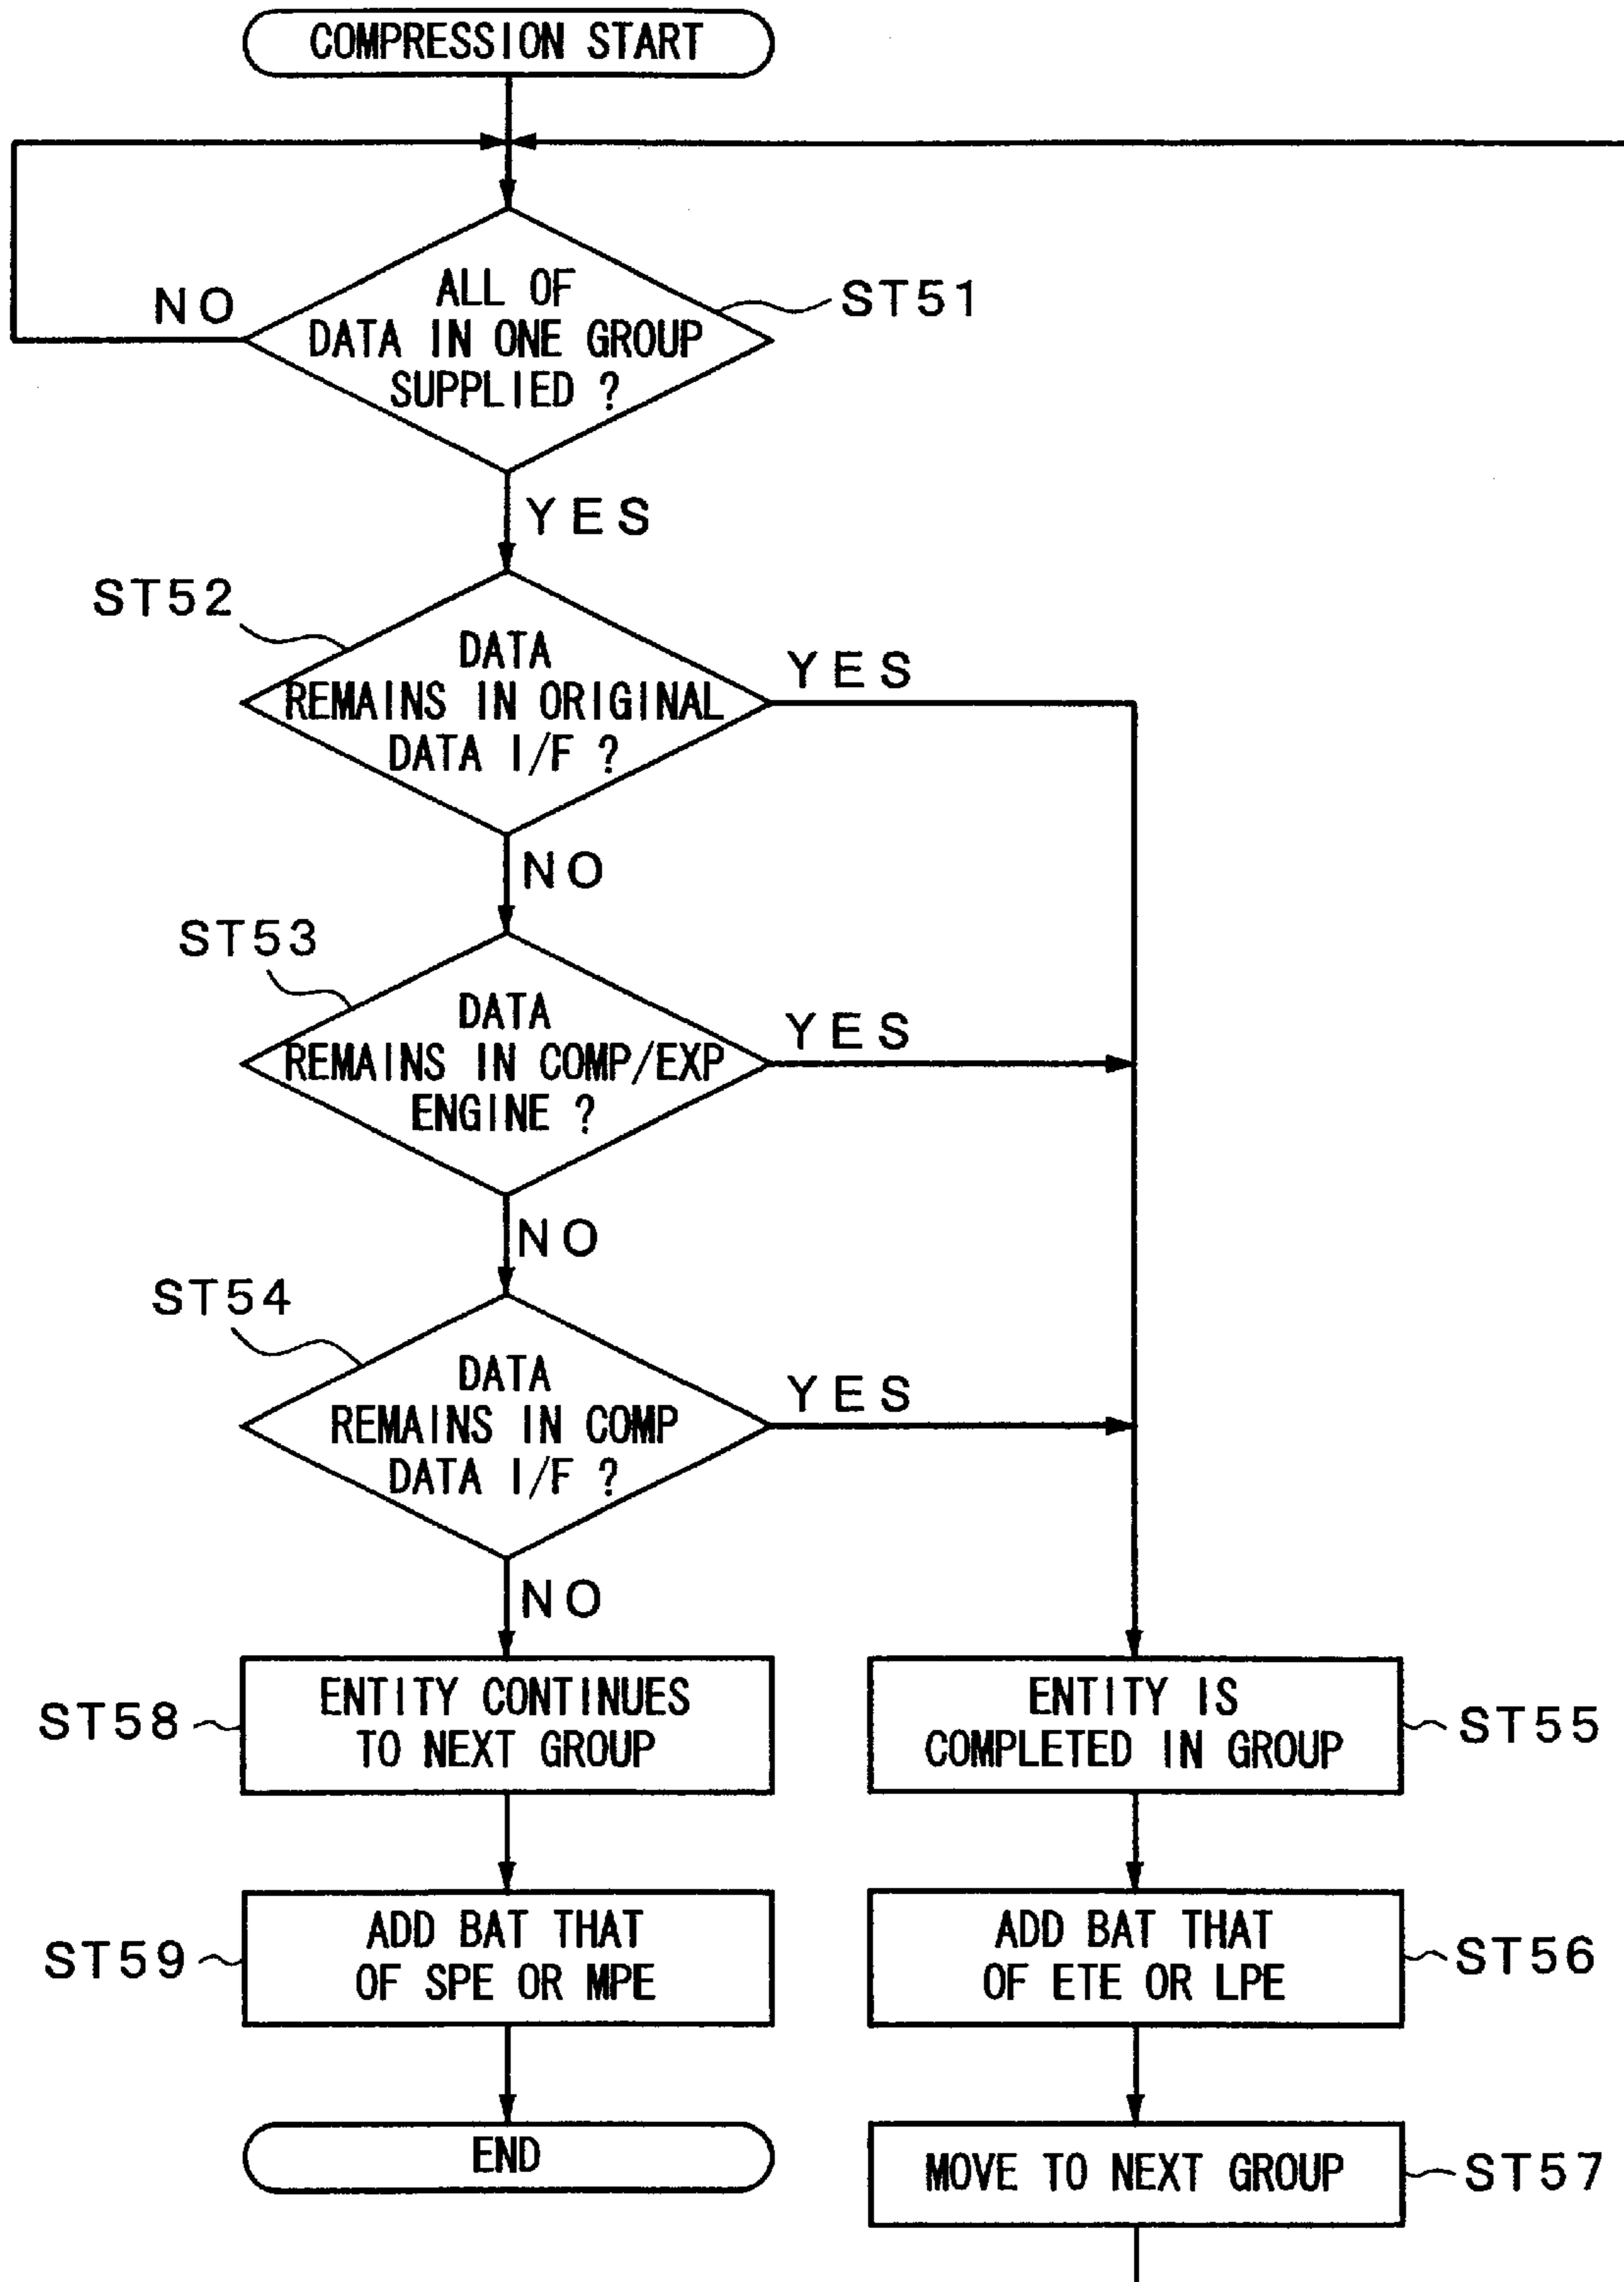 COMPRESSION START
ALL OF
DATA IN ONE GROUP
SUPPLIED ?
ST51
NO
YES
ST52
DATA
REMAINS IN ORIGINAL
DATA I/F ?
YES
NO
ST53
DATA
REMAINS IN COMP/EXP
ENGINE ?
YES
NO
ST54
DATA
REMAINS IN COMP
DATA I/F ?
YES
NO
ST58
ENTITY CONTINUES
TO NEXT GROUP
ENTITY IS
COMPLETED IN GROUP
ST55
ST59
ADD BAT THAT
OF SPE OR MPE
ADD BAT THAT
OF ETE OR LPE
ST56
END
MOVE TO NEXT GROUP
ST57